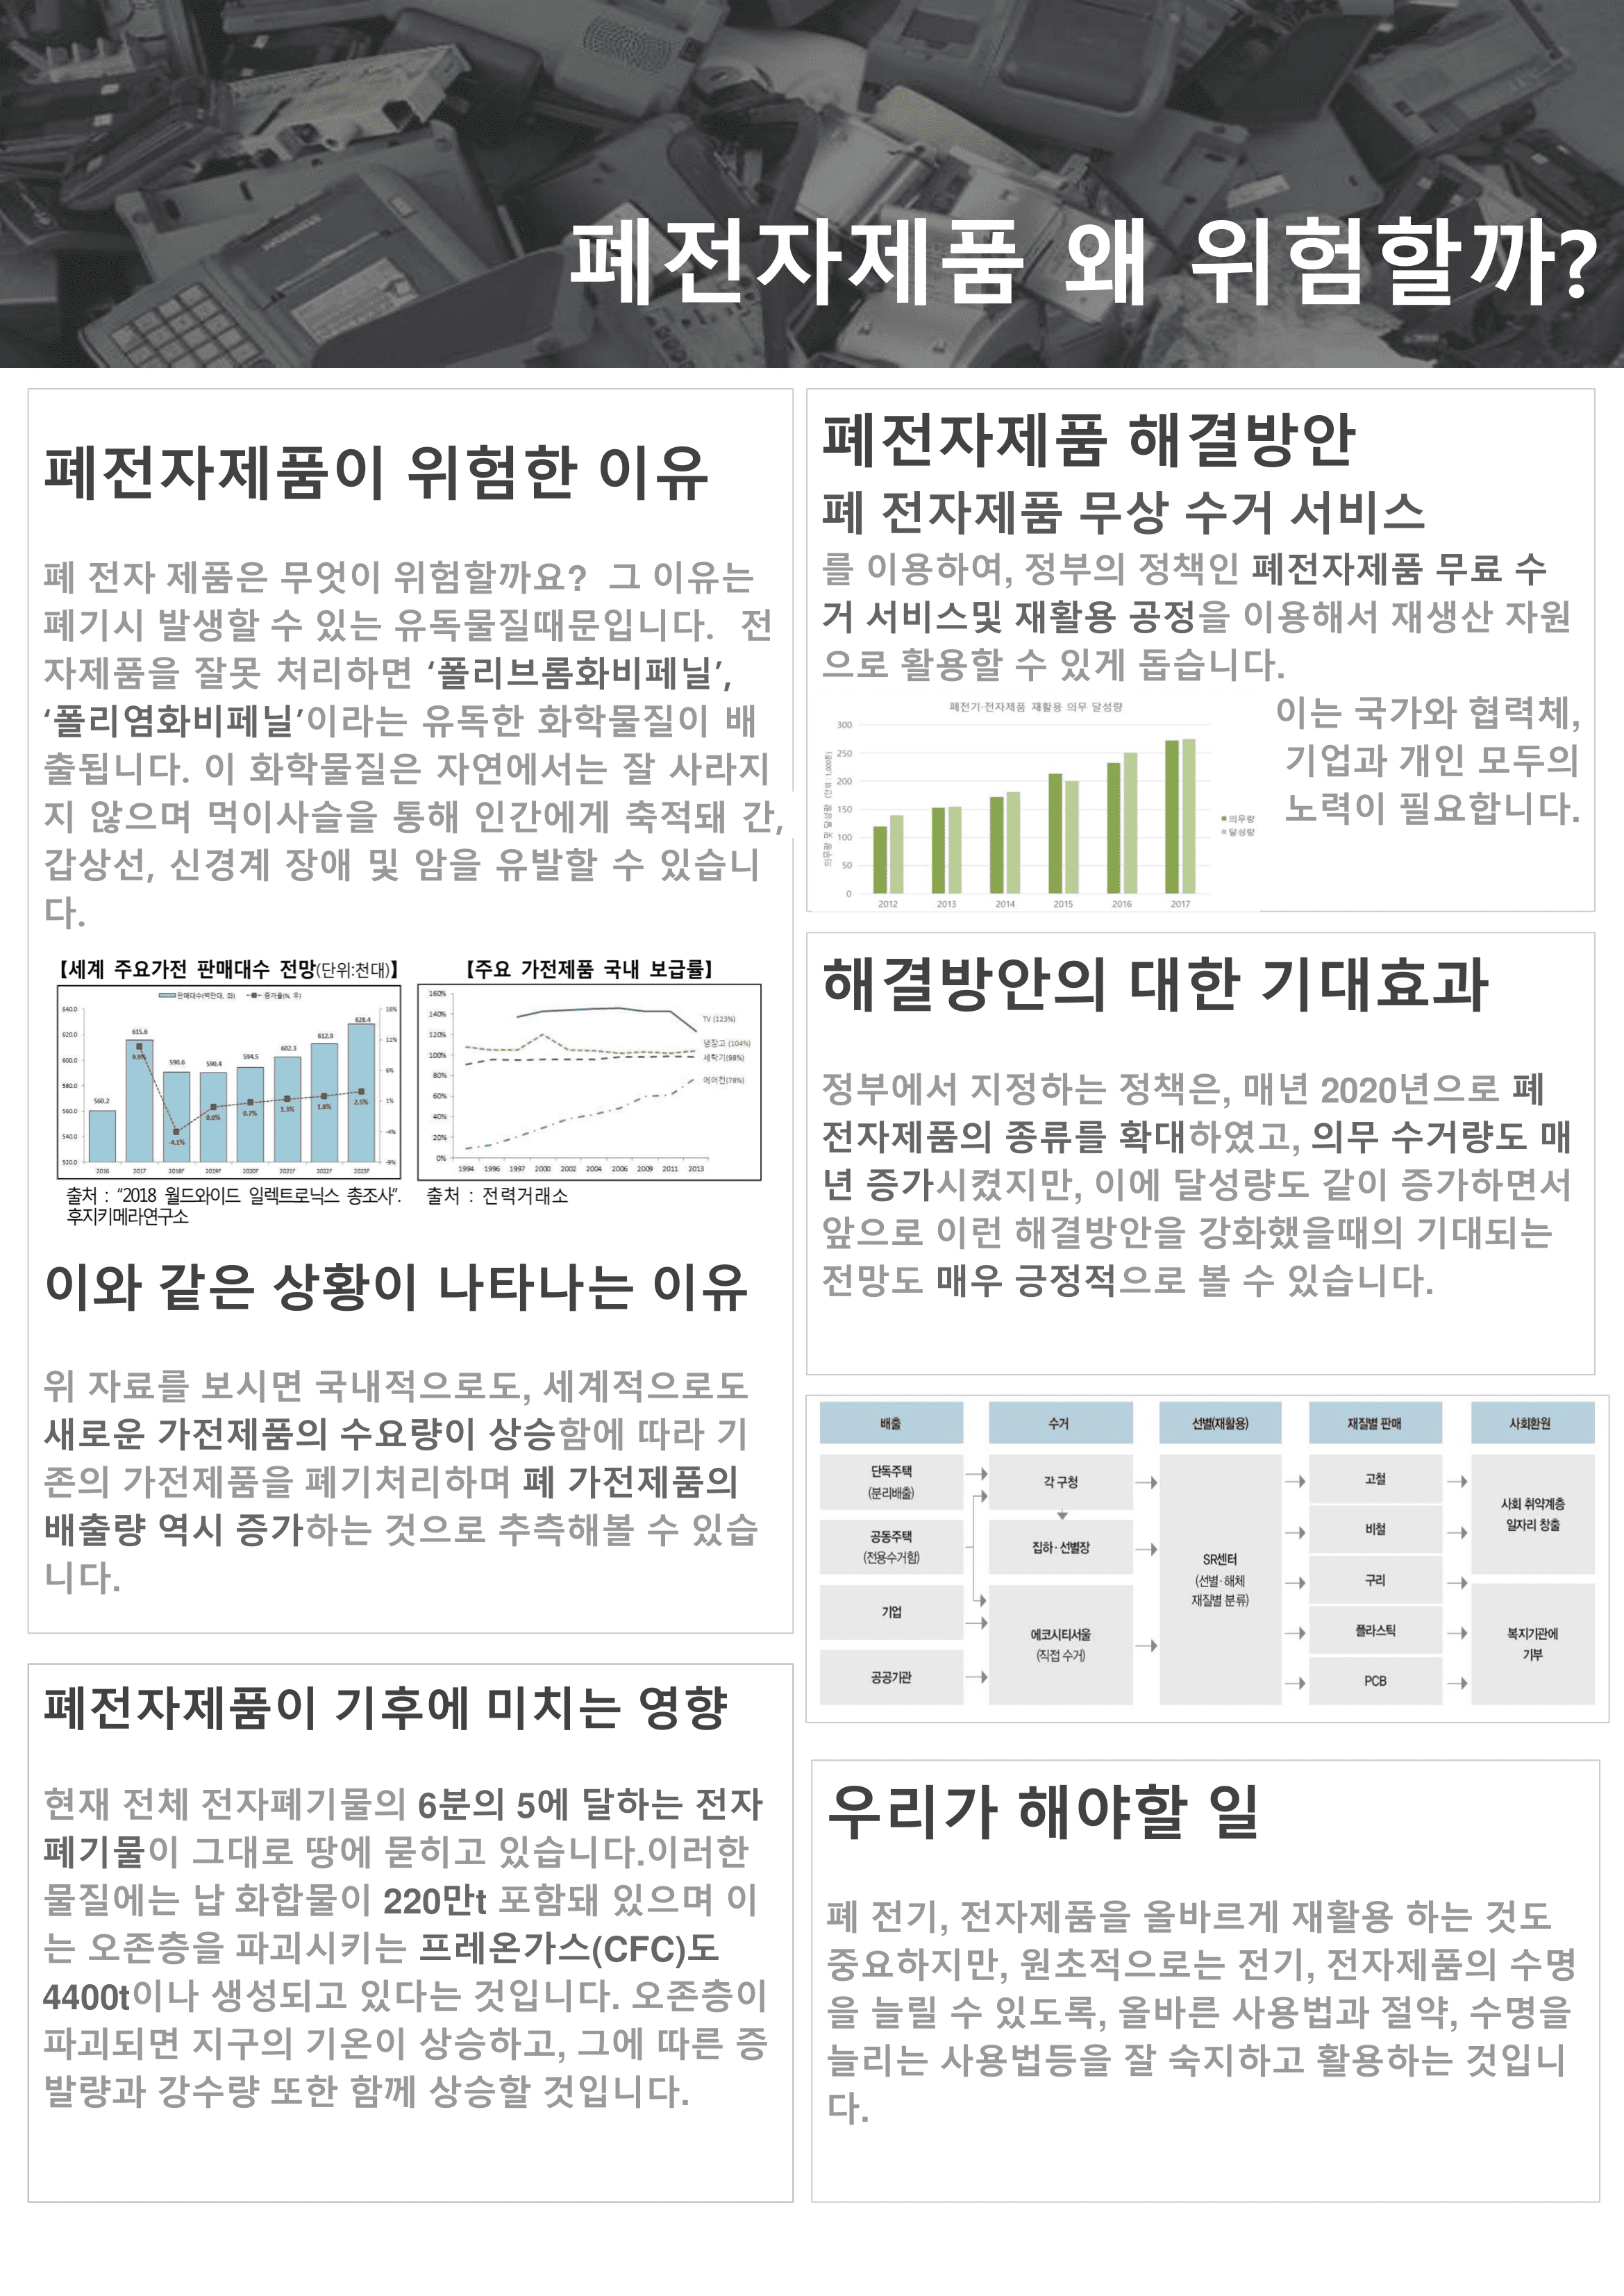 폐전자제품 왜 위험할까?
폐전자제품이 위험한 이유
폐 전자 제품은 무엇이 위험할까요? 그 이유는
폐기시 발생할 수 있는 유독물질때문입니다. 전
자제품을 잘못 처리하면 ‘폴리브롬화비페닐’,
‘폴리염화비페닐’이라는 유독한 화학물질이 배
출됩니다. 이 화학물질은 자연에서는 잘 사라지
지 않으며 먹이사슬을 통해 인간에게 축적돼 간,
갑상선, 신경계 장애 및 암을 유발할 수 있습니
다.
【세계 주요가전 판매대수 전망(단위:천대)】
판매대수(백만대, 좌) 증가율(%, 우)
640.0
620.0
600.0
580.0
560.0
540.0
520.0
16%
11%
6%
1%
-4%
-9%
560.2
615.6
590.6
590.4
594.5
602.3
612.9
628.4
9.9%
-4.1%
0.0%
0.7%
1.3%
1.8%
2.5%
2016 2017 2018F 2019F 2020F 2021F 2022F 2023F
출처 : “2018 월드와이드 일렉트로닉스 총조사”.
후지키메라연구소
【주요 가전제품 국내 보급률】
160%
140%
120%
100%
80%
60%
40%
20%
0%
TV (123%)
냉장고 (104%)
세탁기(98%)
에어컨(78%)
1994 1996 1997 2000 2002 2004 2006 2009 2011 2013
출처 : 전력거래소
이와 같은 상황이 나타나는 이유
위 자료를 보시면 국내적으로도, 세계적으로도
새로운 가전제품의 수요량이 상승함에 따라 기
존의 가전제품을 폐기처리하며 폐 가전제품의
배출량 역시 증가하는 것으로 추측해볼 수 있습
니다.
폐전자제품이 기후에 미치는 영향
현재 전체 전자폐기물의 6분의 5에 달하는 전자
폐기물이 그대로 땅에 묻히고 있습니다.이러한
물질에는 납 화합물이 220만t 포함돼 있으며 이
는 오존층을 파괴시키는 프레온가스(CFC)도
4400t이나 생성되고 있다는 것입니다. 오존층이
파괴되면 지구의 기온이 상승하고, 그에 따른 증
발량과 강수량 또한 함께 상승할 것입니다.
폐전자제품 해결방안
폐 전자제품 무상 수거 서비스
를 이용하여, 정부의 정책인 폐전자제품 무료 수
거 서비스및 재활용 공정을 이용해서 재생산 자원
으로 활용할 수 있게 돕습니다.
이는 국가와 협력체,
기업과 개인 모두의
노력이 필요합니다.
폐전기·전자제품 재활용 의무 달성량
의무량 및 달성량 (단위 : 1,000톤)
300
250
200
150
100
50
0
2012 2013 2014 2015 2016 2017
의무량
달성량
해결방안의 대한 기대효과
정부에서 지정하는 정책은, 매년 2020년으로 폐
전자제품의 종류를 확대하였고, 의무 수거량도 매
년 증가시켰지만, 이에 달성량도 같이 증가하면서
앞으로 이런 해결방안을 강화했을때의 기대되는
전망도 매우 긍정적으로 볼 수 있습니다.
배출 수거 선별(재활용) 재질별 판매 사회환원
단독주택
(분리배출)
공동주택
(전용수거함)
기업
공공기관
각 구청
집하·선별장
에코시티서울
(직접 수거)
SR센터
(선별·해체
재질별 분류)
고철
비철
구리
플라스틱
PCB
사회 취약계층
일자리 창출
복지기관에
기부
우리가 해야할 일
폐 전기, 전자제품을 올바르게 재활용 하는 것도
중요하지만, 원초적으로는 전기, 전자제품의 수명
을 늘릴 수 있도록, 올바른 사용법과 절약, 수명을
늘리는 사용법등을 잘 숙지하고 활용하는 것입니
다.